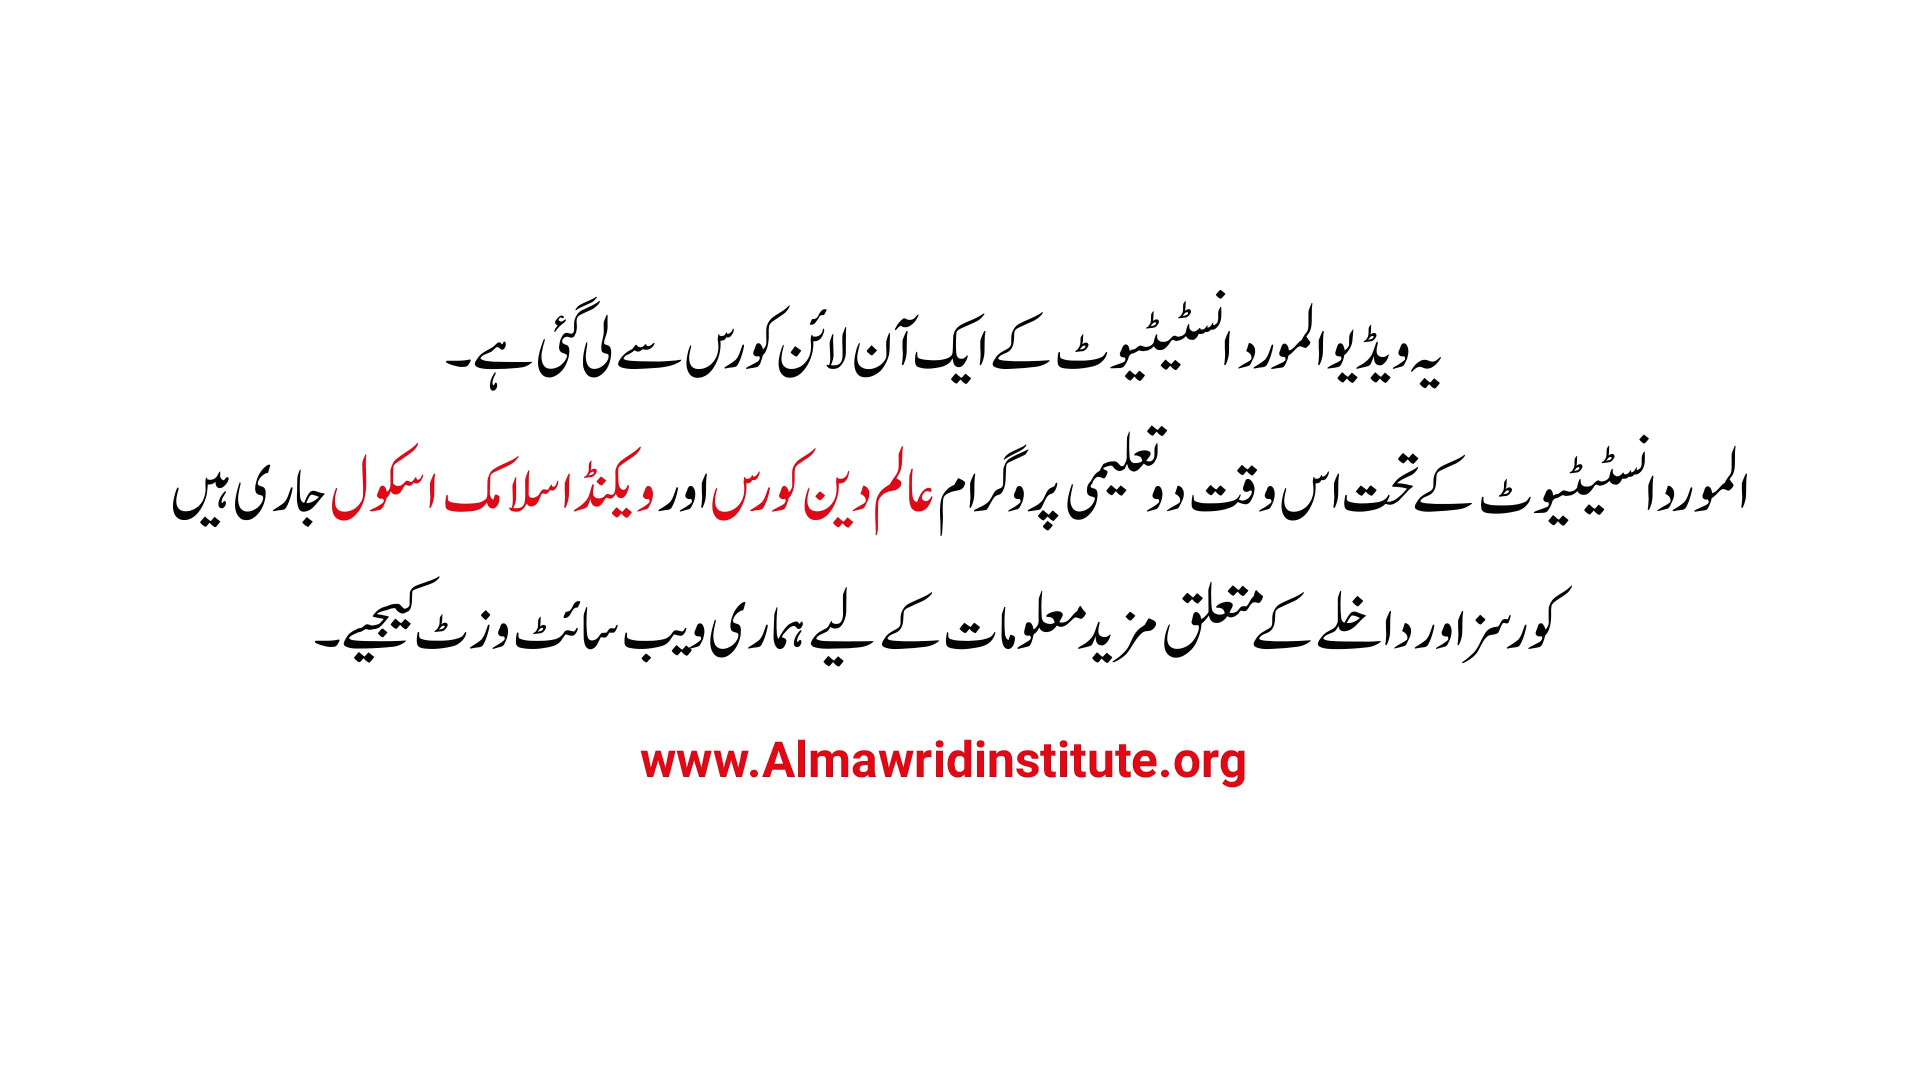 یہ ویڈیو المورد انسٹیٹیوٹ کے ایک آن لائن کورس سے لی گئی ہے۔
المورد انسٹیٹیوٹ کے تحت اس وقت دو تعلیمی پروگرام عالم دین کورس اور ویکنڈ اسلامک اسکول جاری ہیں
کورسز اور داخلے کے متعلق مزید معلومات کے لیے ہماری ویب سائٹ وزٹ کیجیے۔
www.Almawridinstitute.org